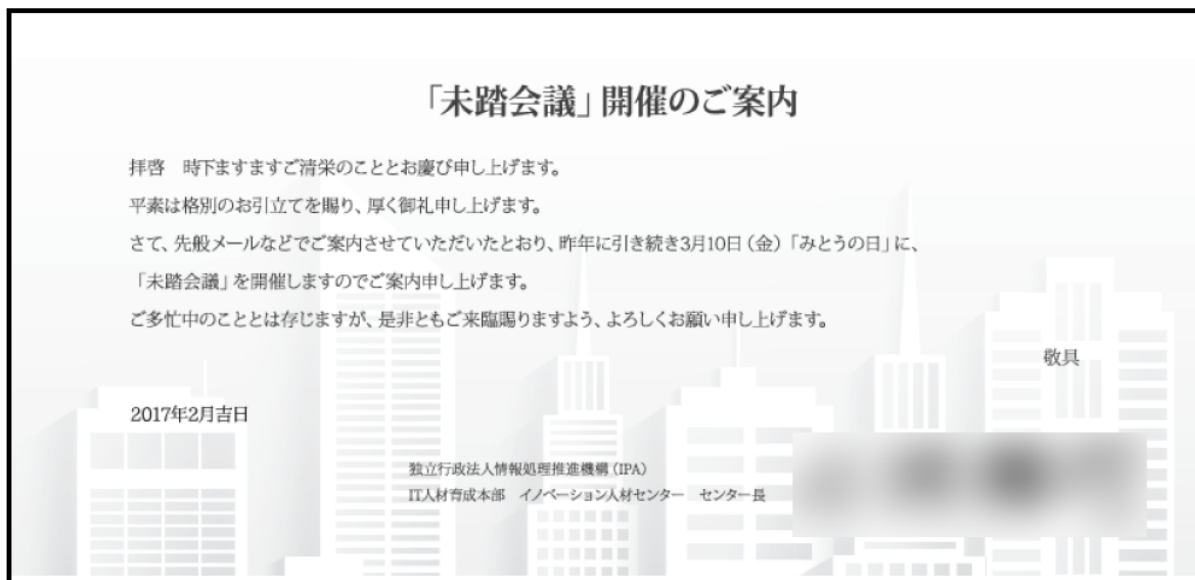 「未踏会議」開催のご案内
拝啓　時下ますますご清栄のこととお慶び申し上げます。
平素は格別のお引立てを賜り、厚く御礼申し上げます。
さて、先般メールなどでご案内させていただいたとおり、昨年に引き続き3月10日（金）「みとうの日」に、
「未踏会議」を開催しますのでご案内申し上げます。
ご多忙中のこととは存じますが、是非ともご来臨賜りますよう、よろしくお願い申し上げます。
敬具
2017年2月吉日
独立行政法人情報処理推進機構（IPA）
IT人材育成本部　イノベーション人材センター　センター長